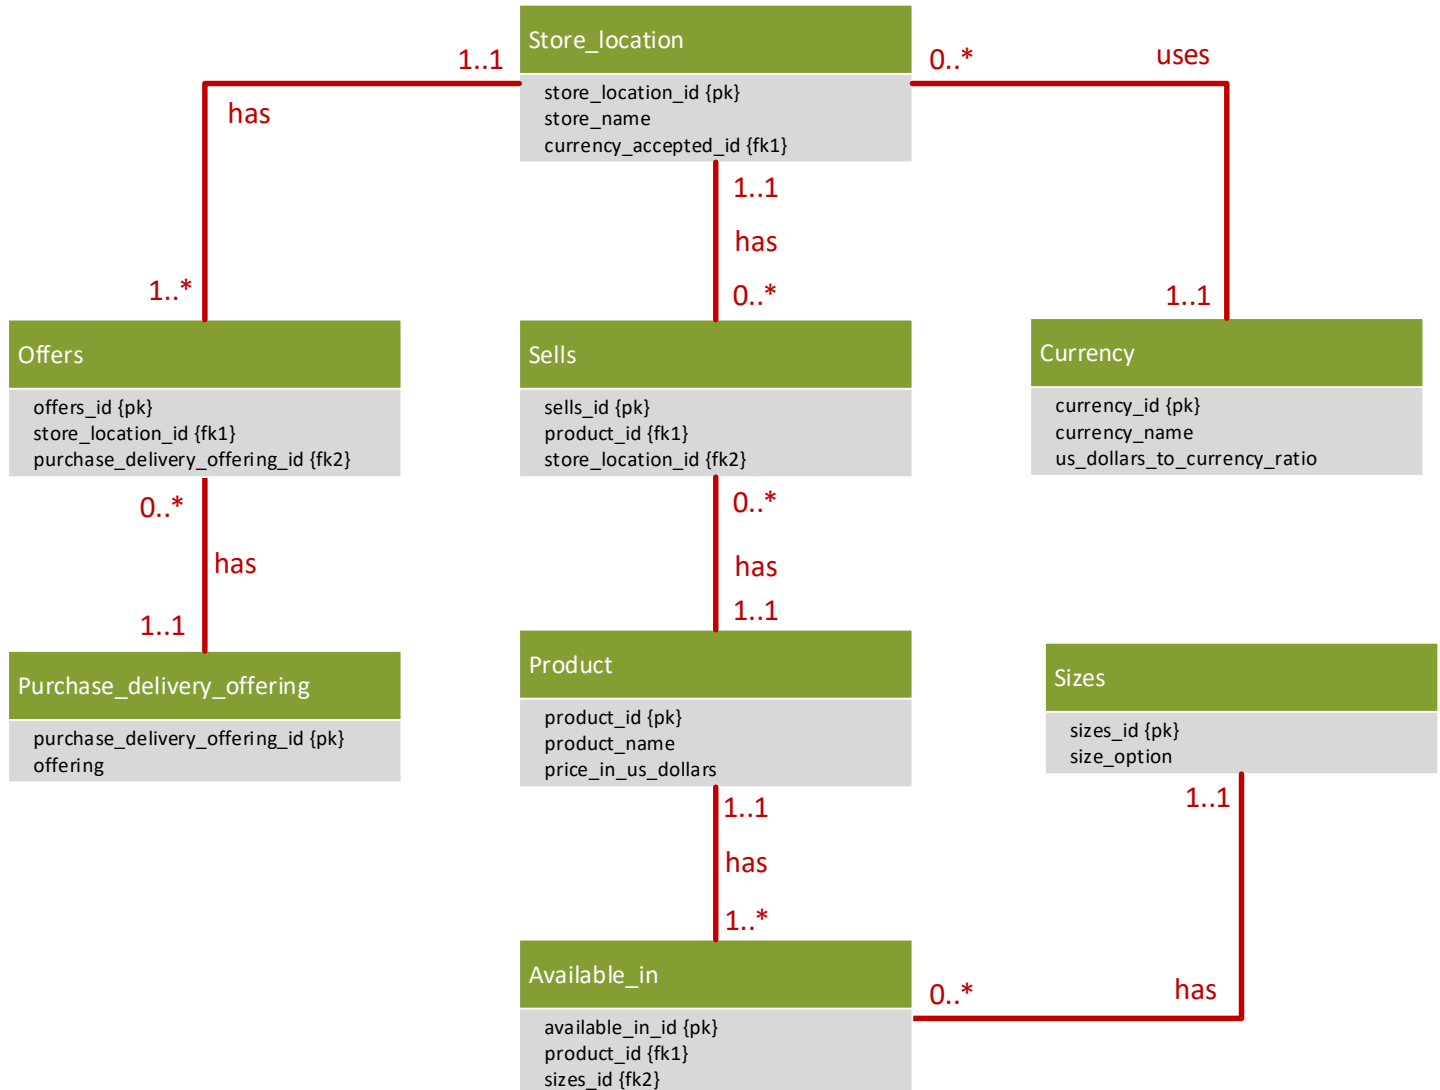 Store_location
store_location_id {pk}
store_name
currency_accepted_id {fk1}
1..1
has
1..*
1..1
has
0..*
0..*
uses
1..1
Offers
offers_id {pk}
store_location_id {fk1}
purchase_delivery_offering_id {fk2}
Sells
sells_id {pk}
product_id {fk1}
store_location_id {fk2}
Currency
currency_id {pk}
currency_name
us_dollars_to_currency_ratio
0..*
has
1..1
0..*
has
1..1
Purchase_delivery_offering
purchase_delivery_offering_id {pk}
offering
Product
product_id {pk}
product_name
price_in_us_dollars
Sizes
sizes_id {pk}
size_option
1..1
has
1..*
1..1
has
0..*
Available_in
available_in_id {pk}
product_id {fk1}
sizes_id {fk2}